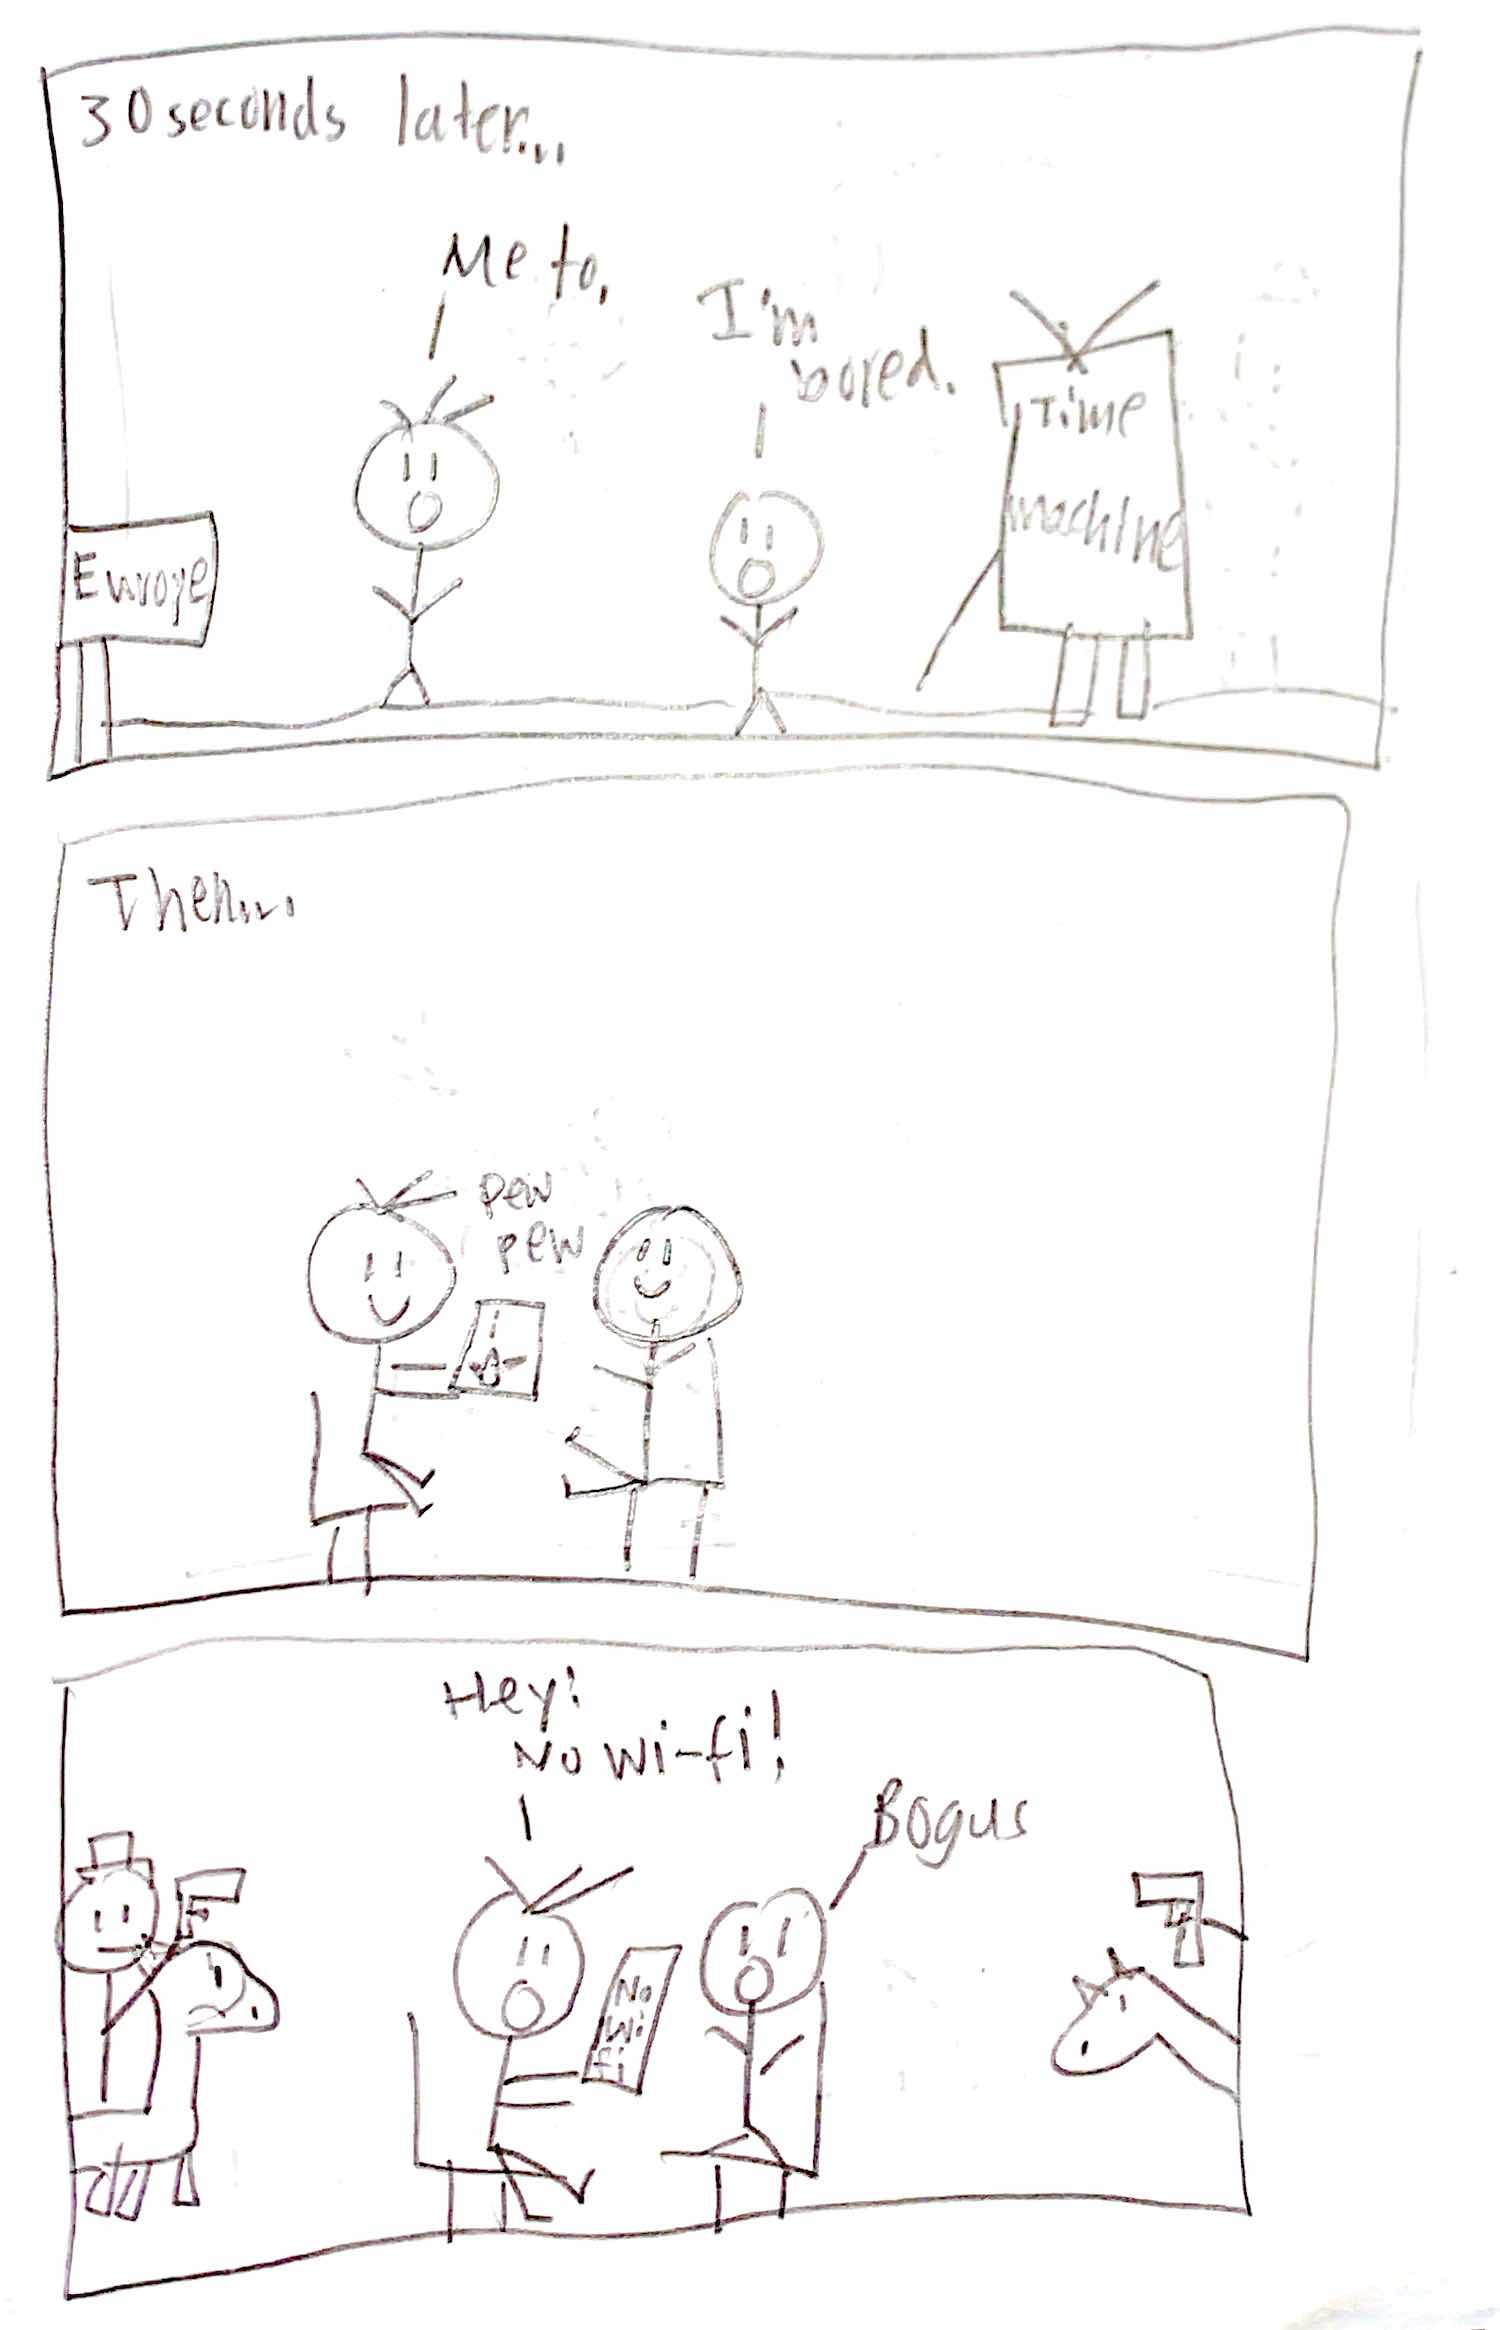 30 seconds later...
Me to.
I'm
bored.
Time
machine
Europe
Then...
pew
pew
Hey!
No wi-fi!
Bogus
No
Wi
fi